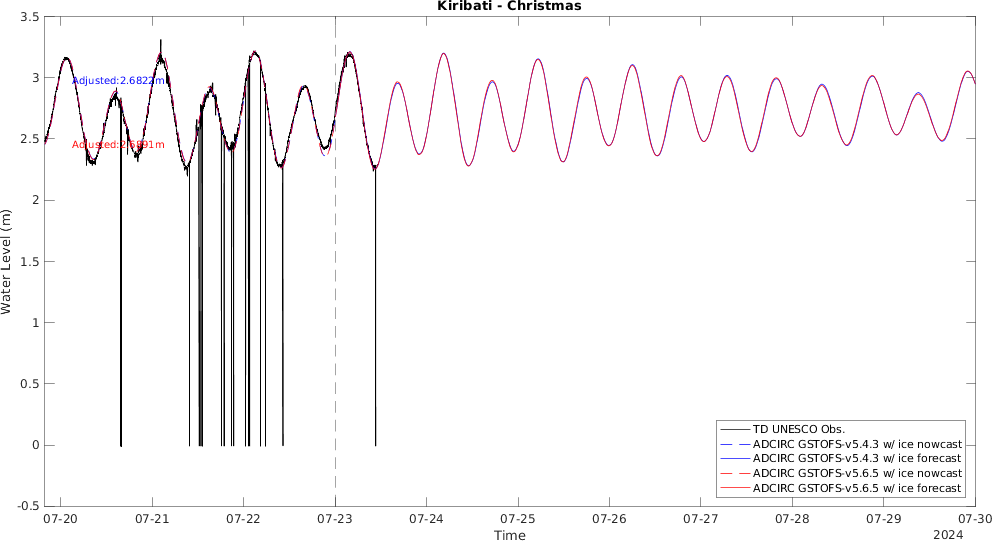 Kiribati - Christmas
3.5
3
2.5
2
1.5
1
0.5
0
-0.5
Water Level (m)
Adjusted:2.6822m
TD UNESCO Obs.
ADCIRC GSTOFS-v5.4.3 w/ ice nowcast
ADCIRC GSTOFS-v5.4.3 w/ ice forecast
ADCIRC GSTOFS-v5.6.5 w/ ice nowcast
ADCIRC GSTOFS-v5.6.5 w/ ice forecast
07-20
07-21
07-22
07-23
07-24
07-25
07-26
07-27
07-28
07-29
07-30
Time
2024